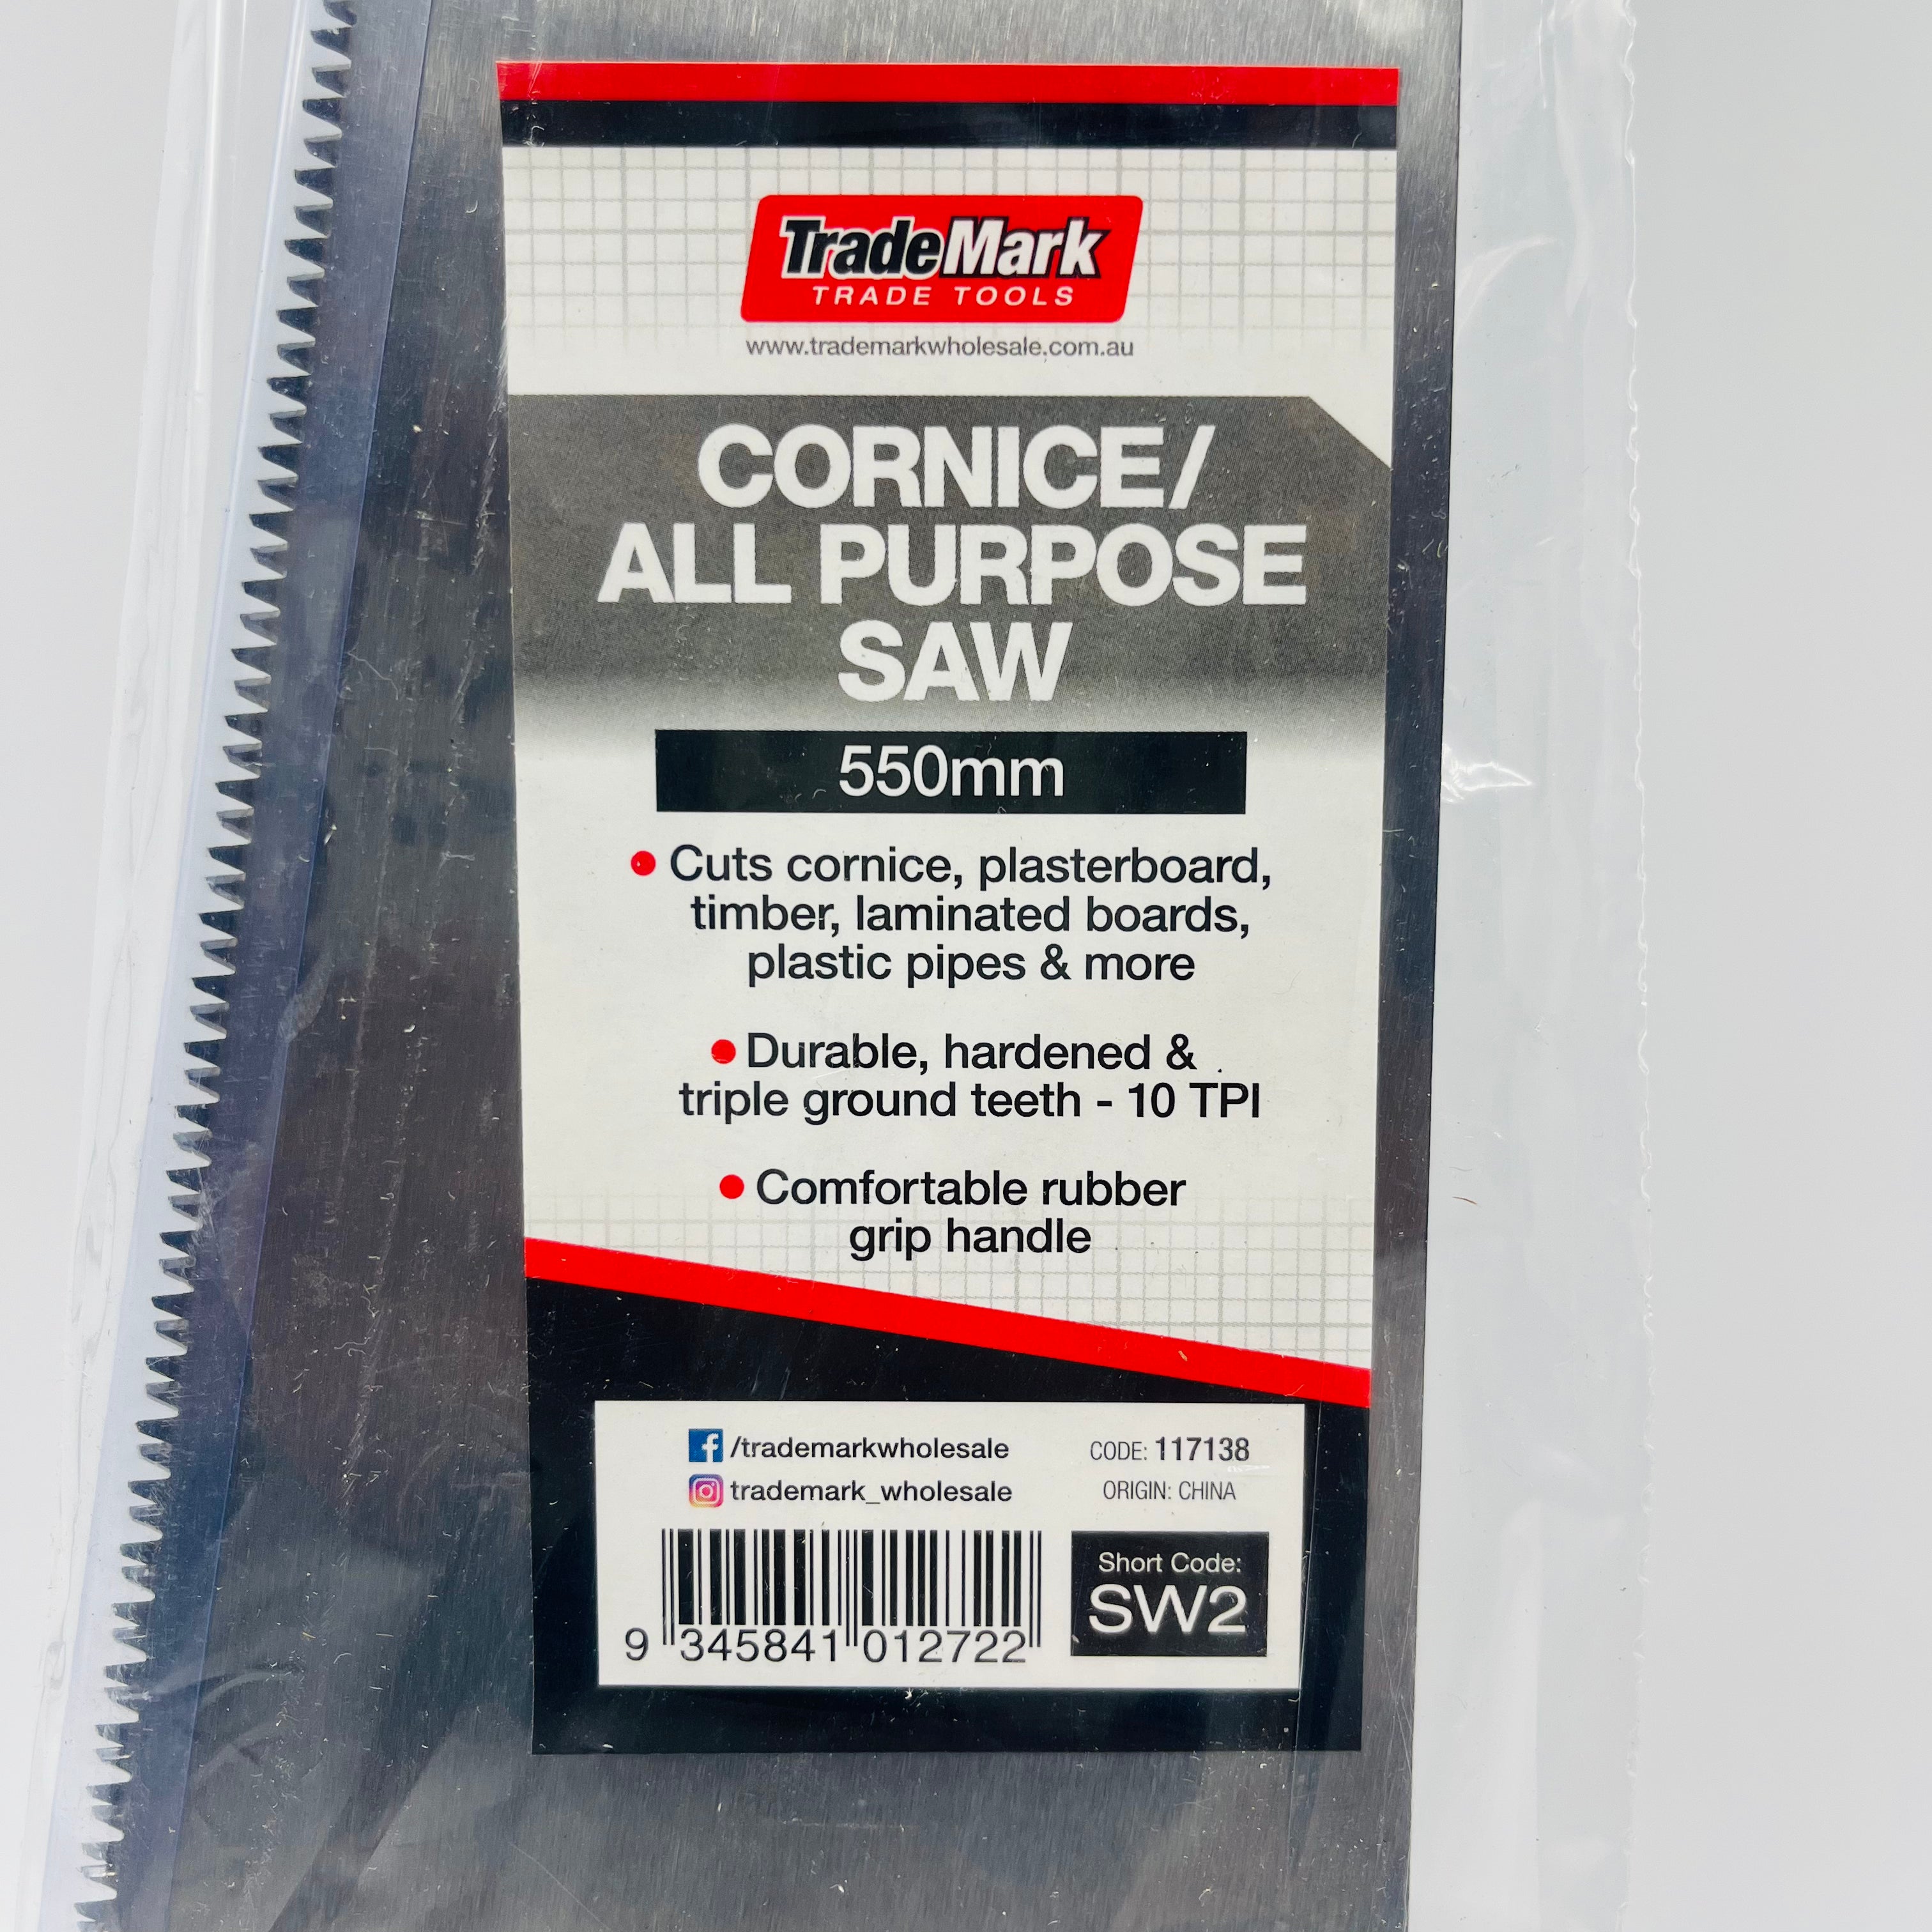 TradeMark
TRADE TOOLS
www.trademarkwholesale.com.au
CORNICE/
ALL PURPOSE
SAW
550mm
• Cuts cornice, plasterboard,
timber, laminated boards,
plastic pipes & more
• Durable, hardened &
triple ground teeth - 10 TPI
• Comfortable rubber
grip handle
/trademarkwholesale
trademark_wholesale
CODE: 117138
ORIGIN: CHINA
Short Code:
SW2
9 345841 012722